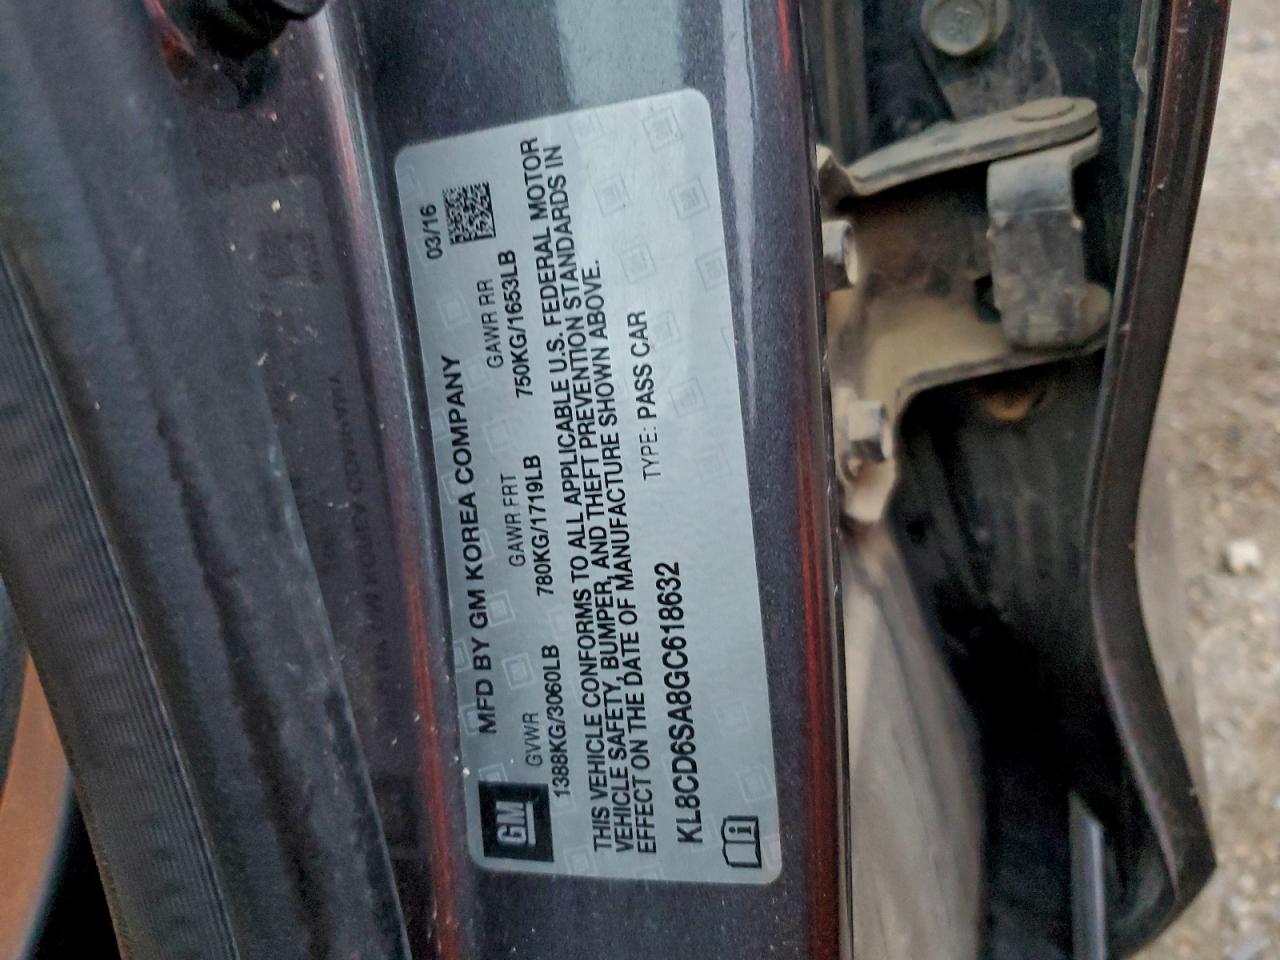 GM
MFD BY GM KOREA COMPANY
03/16
GVWR GAWR FRT GAWR RR
1388KG/3060LB 780KG/1719LB 750KG/1653LB
THIS VEHICLE CONFORMS TO ALL APPLICABLE U.S. FEDERAL MOTOR
VEHICLE SAFETY, BUMPER, AND THEFT PREVENTION STANDARDS IN
EFFECT ON THE DATE OF MANUFACTURE SHOWN ABOVE.
KL8CD6SA8GC618632 TYPE: PASS CAR